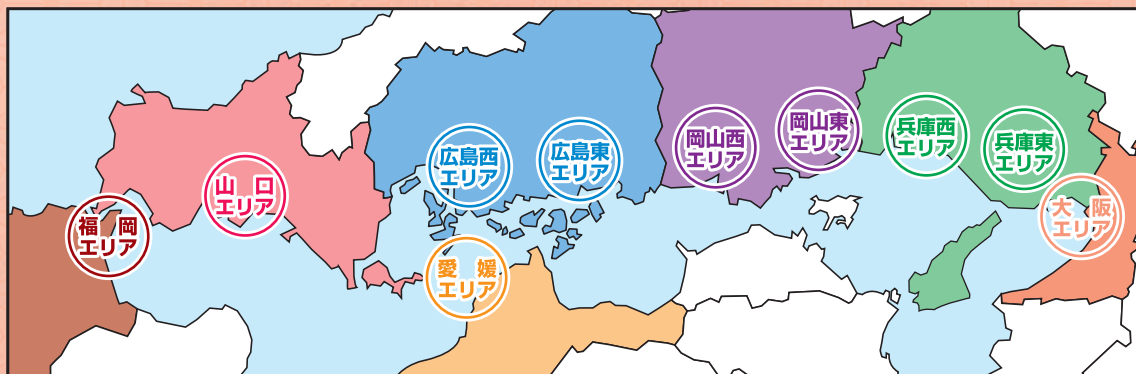 福岡
エリア
山口
エリア
広島西
エリア
愛媛
エリア
広島東
エリア
岡山西
エリア
岡山東
エリア
兵庫西
エリア
兵庫東
エリア
大阪
エリア